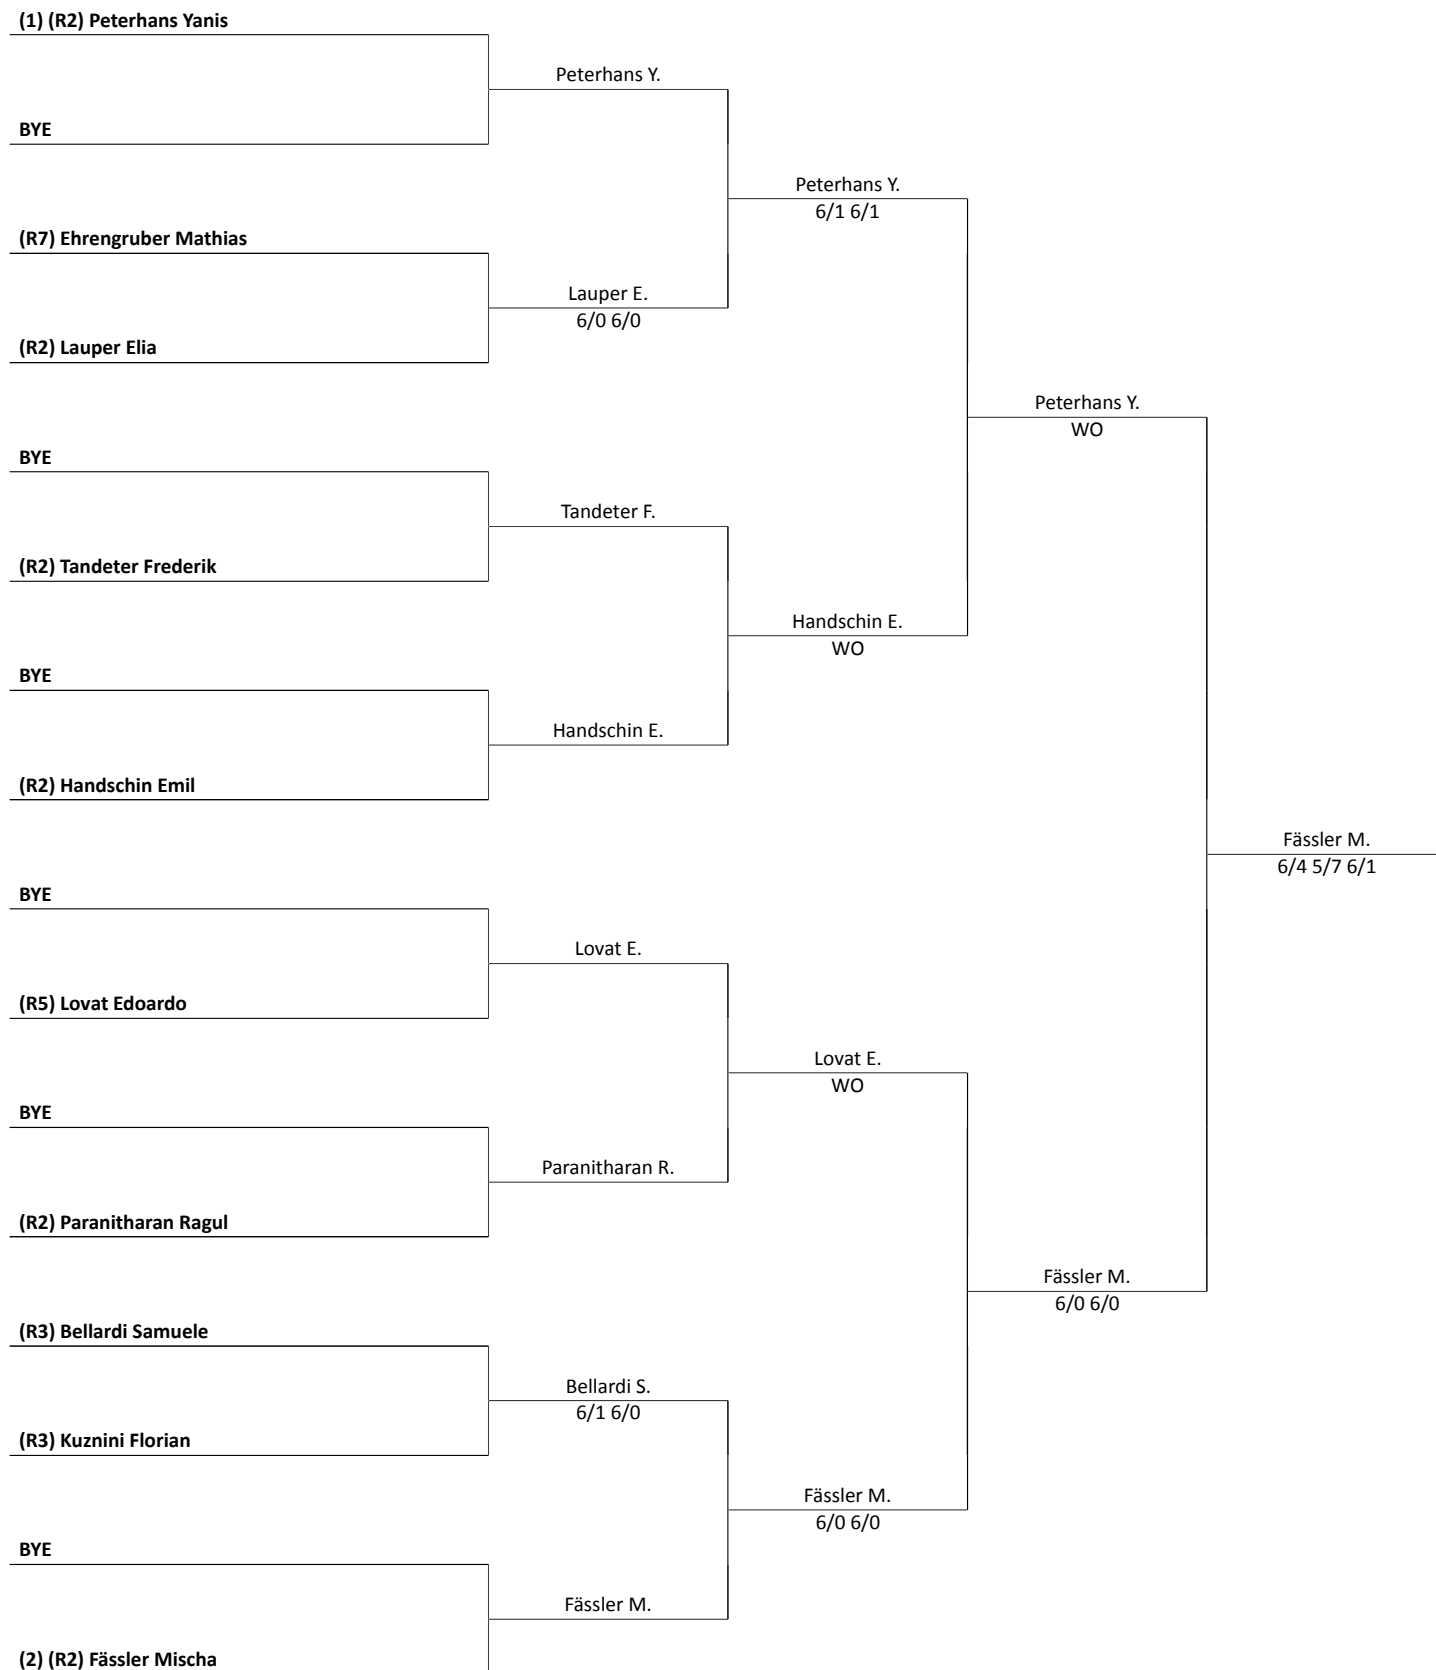 (1) (R2) Peterhans Yanis
Peterhans Y.
BYE
Peterhans Y.
6/1 6/1
(R7) Ehrengruber Mathias
Lauper E.
6/0 6/0
(R2) Lauper Elia
Peterhans Y.
WO
BYE
Tandeter F.
(R2) Tandeter Frederik
Handschin E.
WO
BYE
Handschin E.
(R2) Handschin Emil
Fässler M.
6/4 5/7 6/1
BYE
Lovat E.
(R5) Lovat Edoardo
Lovat E.
WO
BYE
Paranitharan R.
(R2) Paranitharan Ragul
Fässler M.
6/0 6/0
(R3) Bellardi Samuele
Bellardi S.
6/1 6/0
(R3) Kuznini Florian
Fässler M.
6/0 6/0
BYE
Fässler M.
(2) (R2) Fässler Mischa